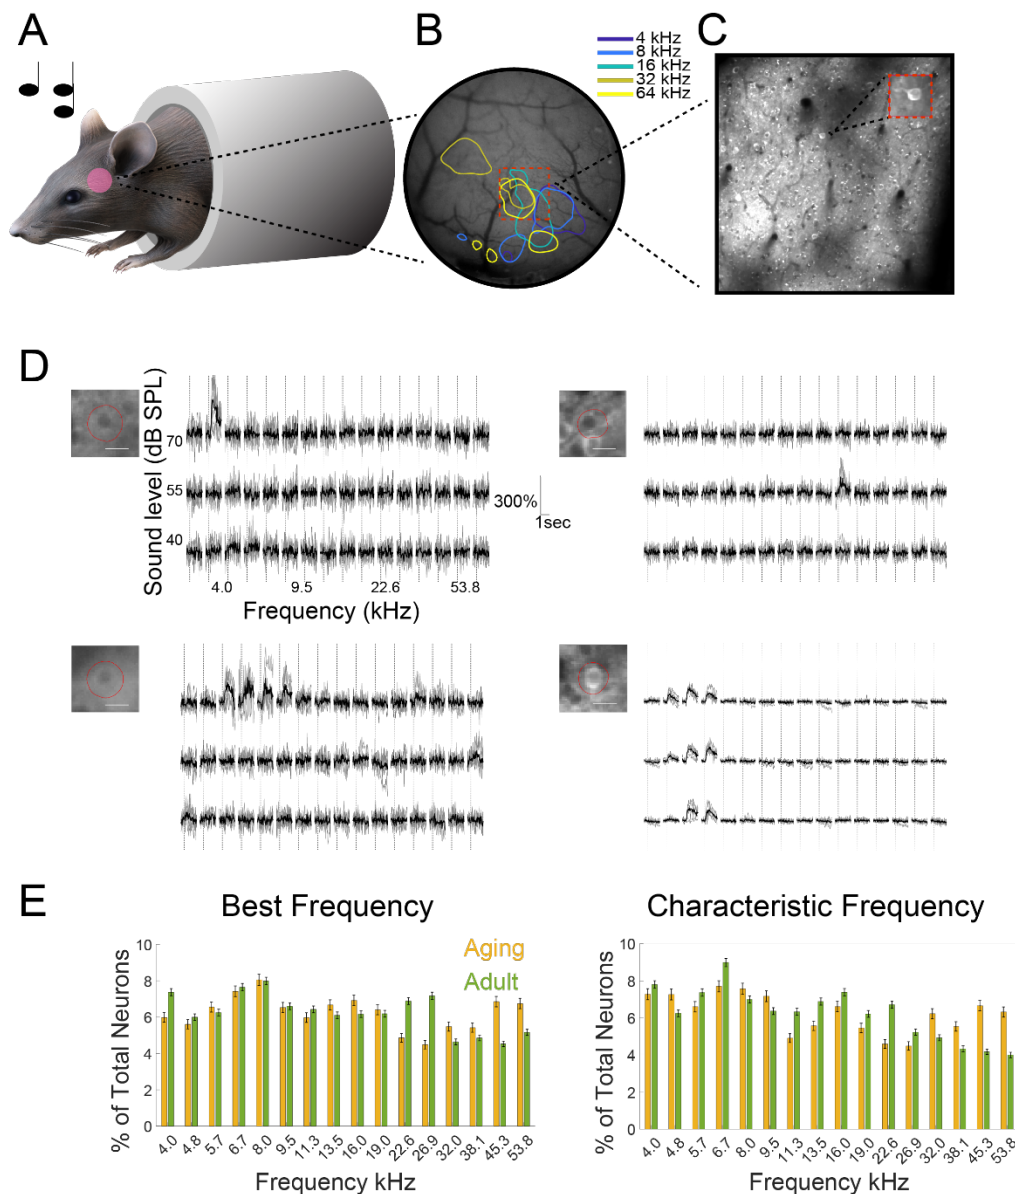 A
B
C
4 kHz
8 kHz
16 kHz
32 kHz
64 kHz
D
Sound level (dB SPL)
70
55
40
300%
1sec
4.0 9.5 22.6 53.8
Frequency (kHz)
E
Best Frequency
Aging
Adult
% of Total Neurons
10
8
6
4
2
0
4.0 4.8 5.7 6.7 8.0 9.5 11.3 13.5 16.0 19.0 22.6 26.9 32.0 38.1 45.3 53.8
Frequency kHz
Characteristic Frequency
% of Total Neurons
10
8
6
4
2
0
4.0 4.8 5.7 6.7 8.0 9.5 11.3 13.5 16.0 19.0 22.6 26.9 32.0 38.1 45.3 53.8
Frequency kHz